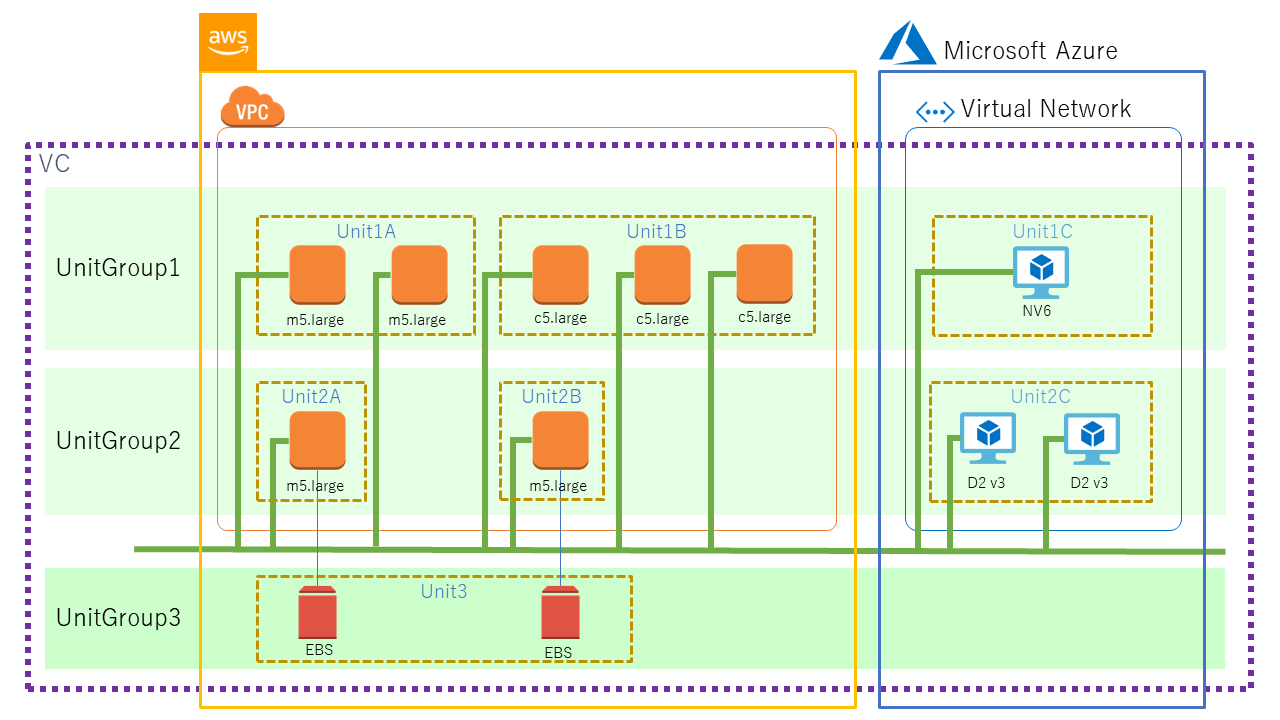 aws
Microsoft Azure
VPC
Virtual Network
VC
UnitGroup1
Unit1A
m5.large
m5.large
Unit1B
c5.large
c5.large
c5.large
Unit1C
NV6
UnitGroup2
Unit2A
m5.large
Unit2B
m5.large
Unit2C
D2 v3
D2 v3
UnitGroup3
Unit3
EBS
EBS